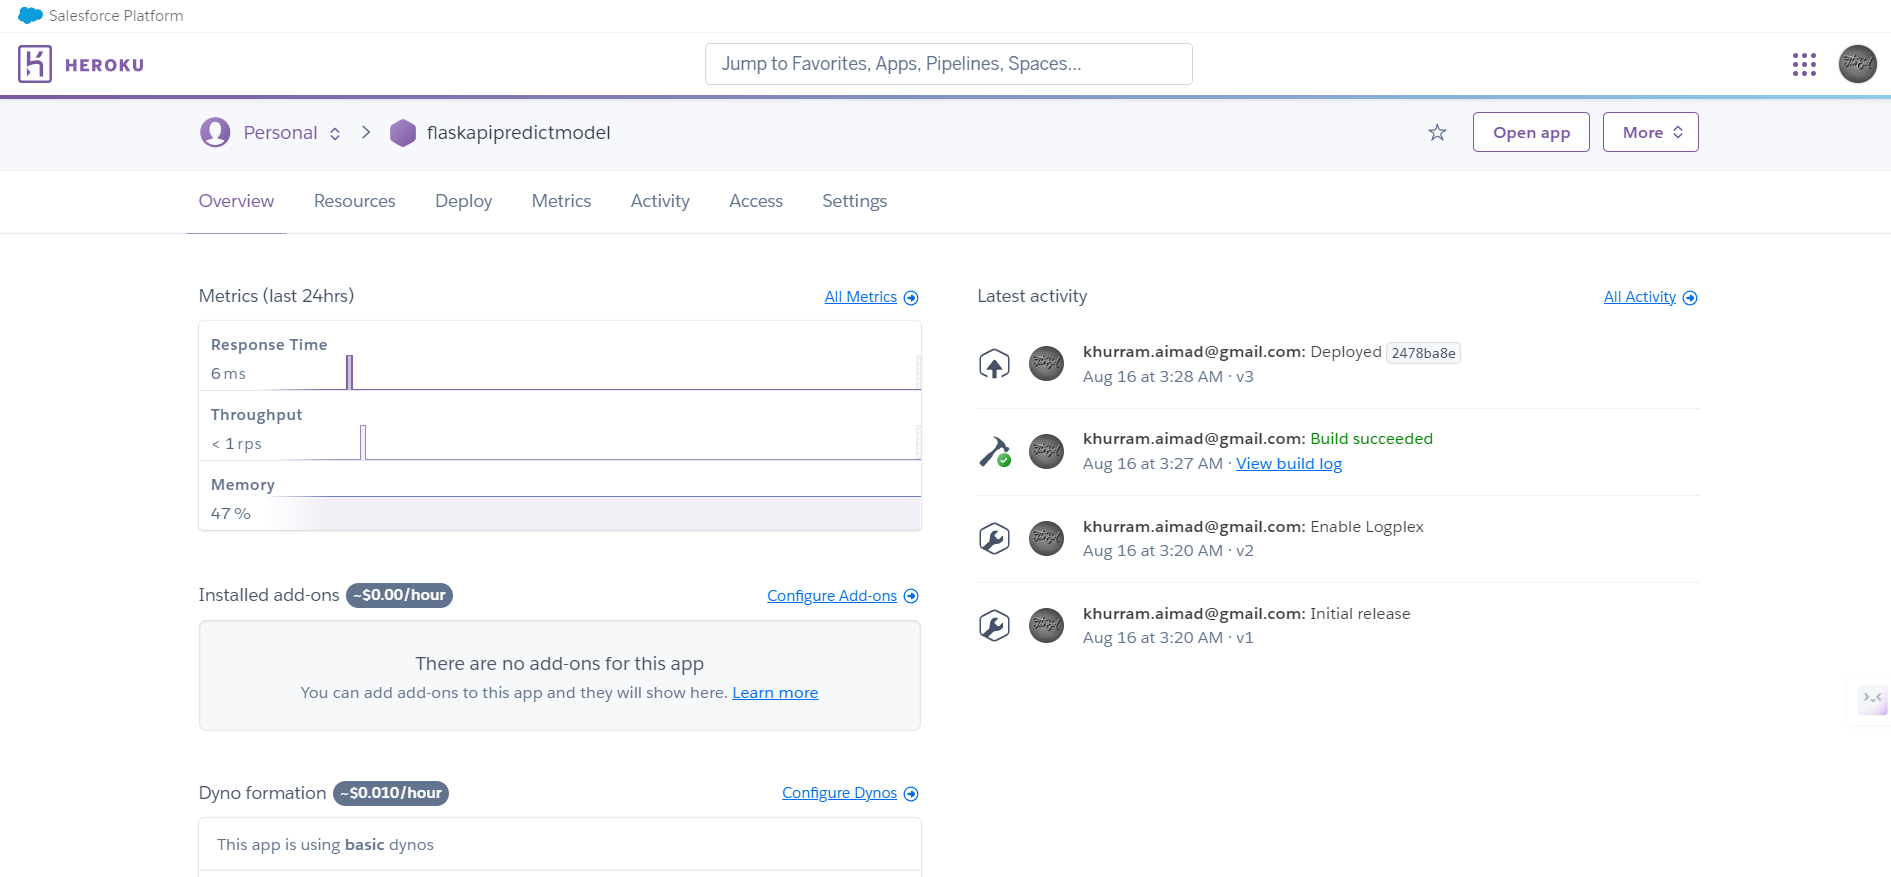 Salesforce Platform
HEROKU
Jump to Favorites, Apps, Pipelines, Spaces...
Personal
flaskapipredictmodel
Open app
More
Overview
Resources
Deploy
Metrics
Activity
Access
Settings
Metrics (last 24hrs)
All Metrics
Response Time
6 ms
Throughput
< 1 rps
Memory
47 %
Installed add-ons ~$0.00/hour
Configure Add-ons
There are no add-ons for this app
You can add add-ons to this app and they will show here. Learn more
Dyno formation ~$0.010/hour
Configure Dynos
This app is using basic dynos
Latest activity
All Activity
khurram.aimad@gmail.com: Deployed 2478ba8e
Aug 16 at 3:28 AM · v3
khurram.aimad@gmail.com: Build succeeded
Aug 16 at 3:27 AM · View build log
khurram.aimad@gmail.com: Enable Logplex
Aug 16 at 3:20 AM · v2
khurram.aimad@gmail.com: Initial release
Aug 16 at 3:20 AM · v1